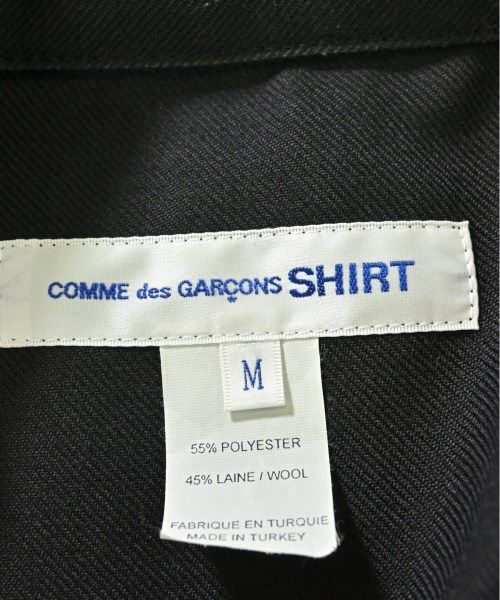 COMME des GARÇONS SHIRT
M
55% POLYESTER
45% LAINE / WOOL
FABRIQUE EN TURQUIE
MADE IN TURKEY